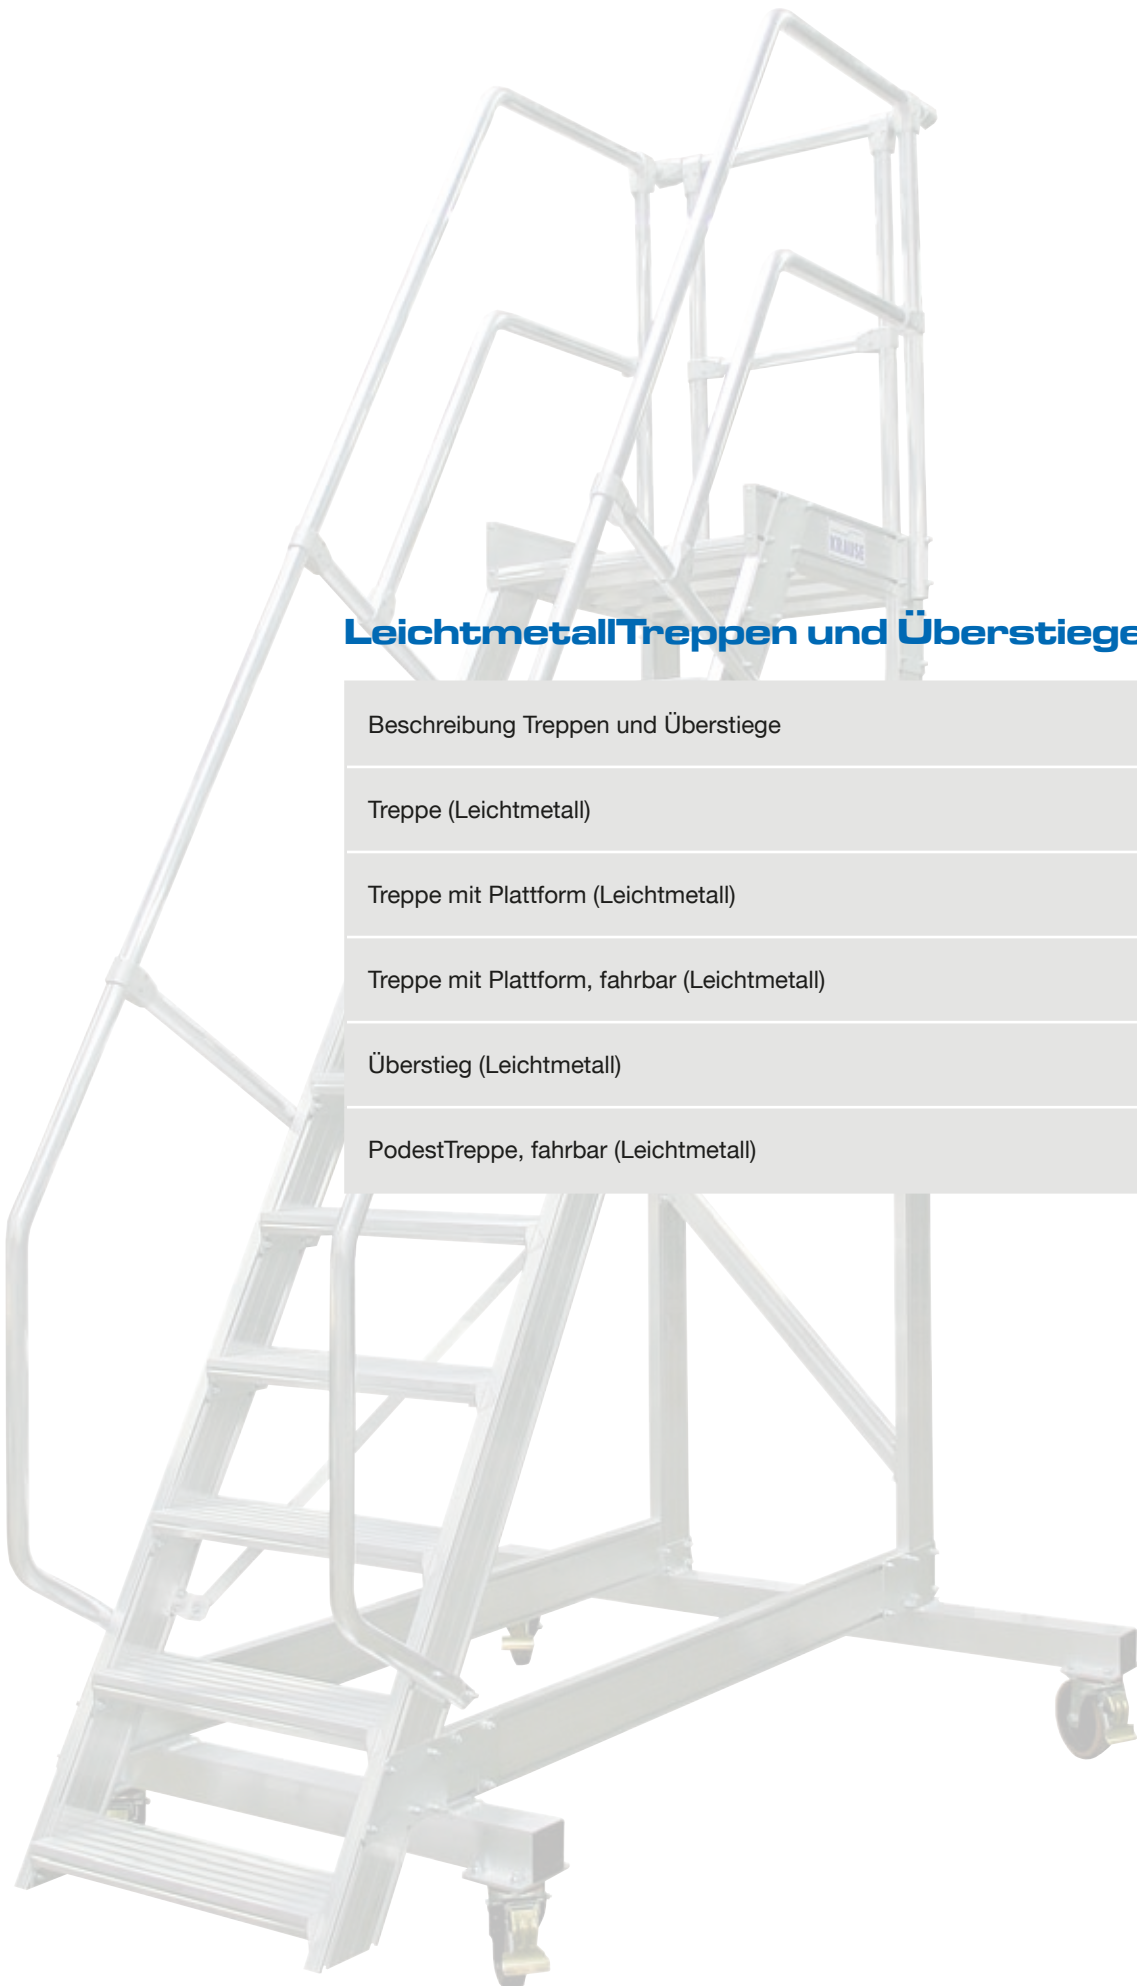 KRAUSE
LeichtmetallTreppen und Überstiege
Beschreibung Treppen und Überstiege
Treppe (Leichtmetall)
Treppe mit Plattform (Leichtmetall)
Treppe mit Plattform, fahrbar (Leichtmetall)
Überstieg (Leichtmetall)
PodestTreppe, fahrbar (Leichtmetall)